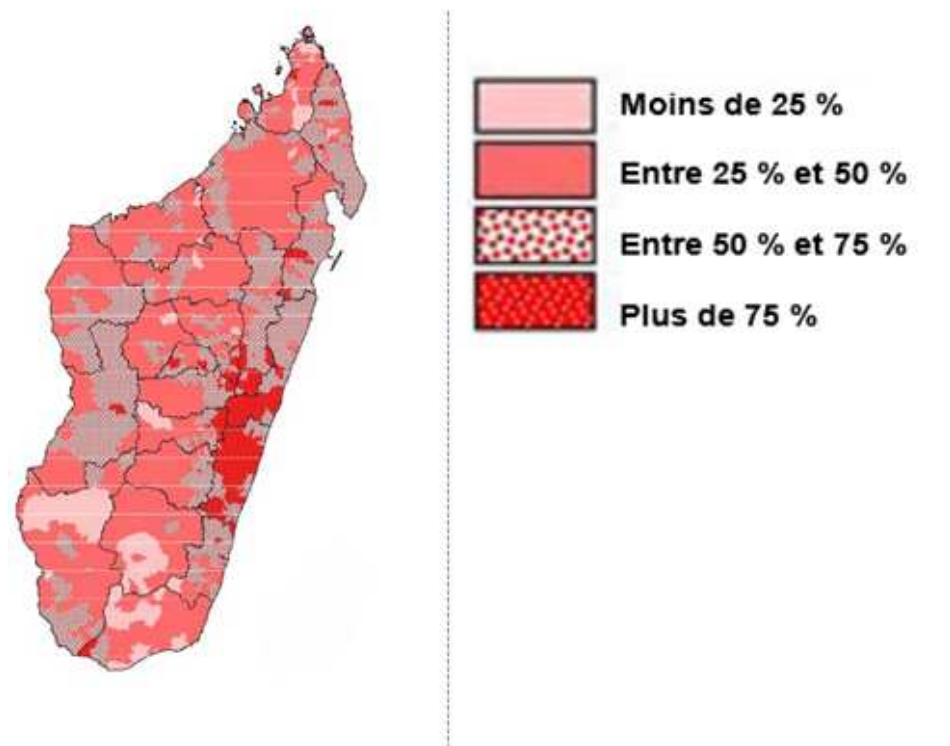 Moins de 25 %
Entre 25 % et 50 %
Entre 50 % et 75 %
Plus de 75 %